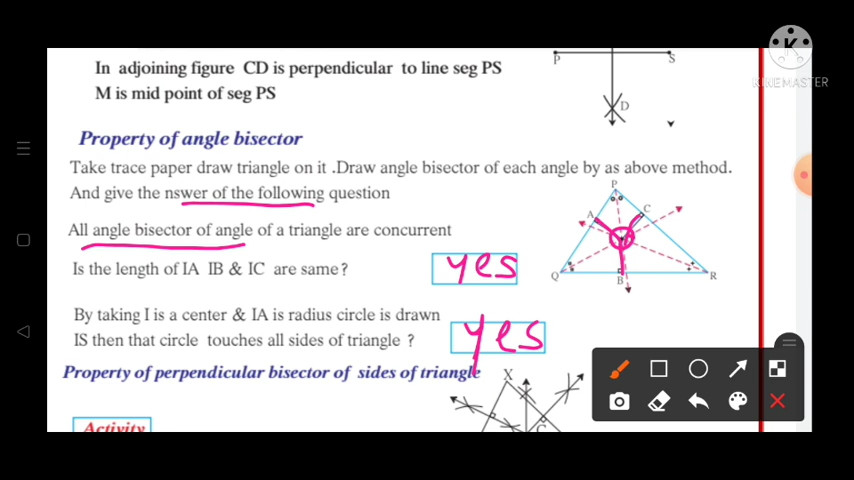 In adjoining figure CD is perpendicular to line seg PS
M is mid point of seg PS
P
S
D
KINEMASTER
Property of angle bisector
Take trace paper draw triangle on it .Draw angle bisector of each angle by as above method.
And give the nswer of the following question
P
A
C
Q
B
R
All angle bisector of angle of a triangle are concurrent
Is the length of IA IB & IC are same?
yes
By taking I is a center & IA is radius circle is drawn
IS then that circle touches all sides of triangle ?
yes
Property of perpendicular bisector of sides of triangle
X
Activity